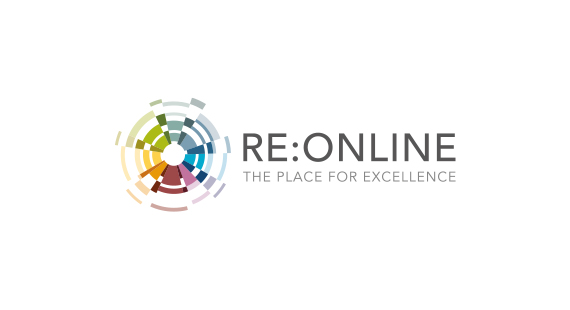 RE:ONLINE
THE PLACE FOR EXCELLENCE